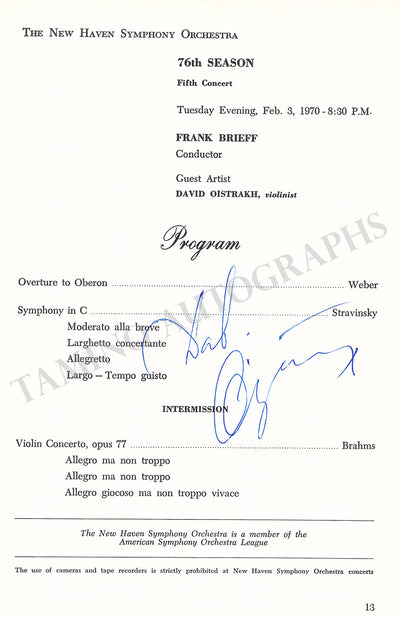 The New Haven Symphony Orchestra
76th SEASON
Fifth Concert
Tuesday Evening, Feb. 3, 1970 - 8:30 P.M.
FRANK BRIEFF
Conductor
Guest Artist
DAVID OISTRAKH, violinist
Program
Overture to Oberon ........ Weber
Symphony in C ........ Stravinsky
Moderato alla breve
Larghetto concertante
Allegretto
Largo — Tempo guisto
INTERMISSION
Violin Concerto, opus 77 ........ Brahms
Allegro ma non troppo
Allegro ma non troppo
Allegro giocoso ma non troppo vivace
The New Haven Symphony Orchestra is a member of the
American Symphony Orchestra League
The use of cameras and tape recorders is strictly prohibited at New Haven Symphony Orchestra concerts
13
TAMINO AUTOGRAPHS